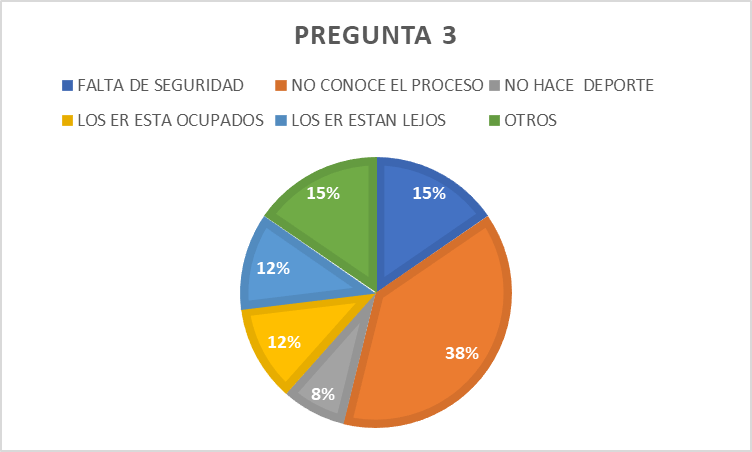 PREGUNTA 3
FALTA DE SEGURIDAD NO CONOCE EL PROCESO NO HACE DEPORTE
LOS ER ESTA OCUPADOS LOS ER ESTAN LEJOS OTROS
15% 15%
12%
12% 38%
8%